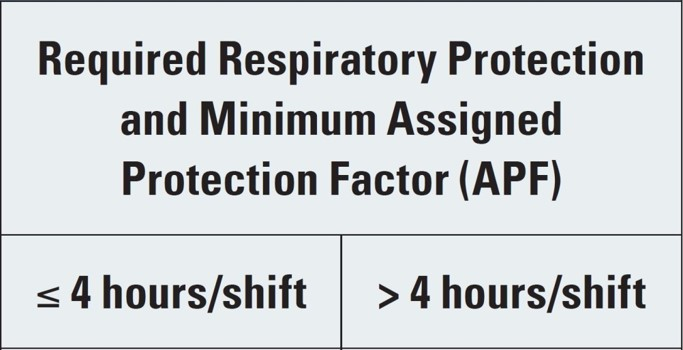 Required Respiratory Protection
and Minimum Assigned
Protection Factor (APF)
≤ 4 hours/shift
> 4 hours/shift